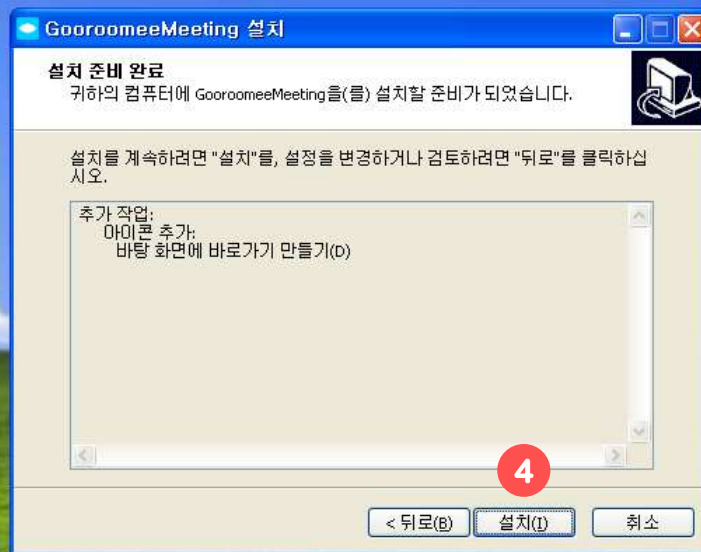 GooroomeeMeeting 설치
설치 준비 완료
귀하의 컴퓨터에 GooroomeeMeeting을(를) 설치할 준비가 되었습니다.
설치를 계속하려면 "설치"를, 설정을 변경하거나 검토하려면 "뒤로"를 클릭하십
시오.
추가 작업:
아이콘 추가:
바탕 화면에 바로가기 만들기(D)
4
< 뒤로(B) 설치(I) 취소